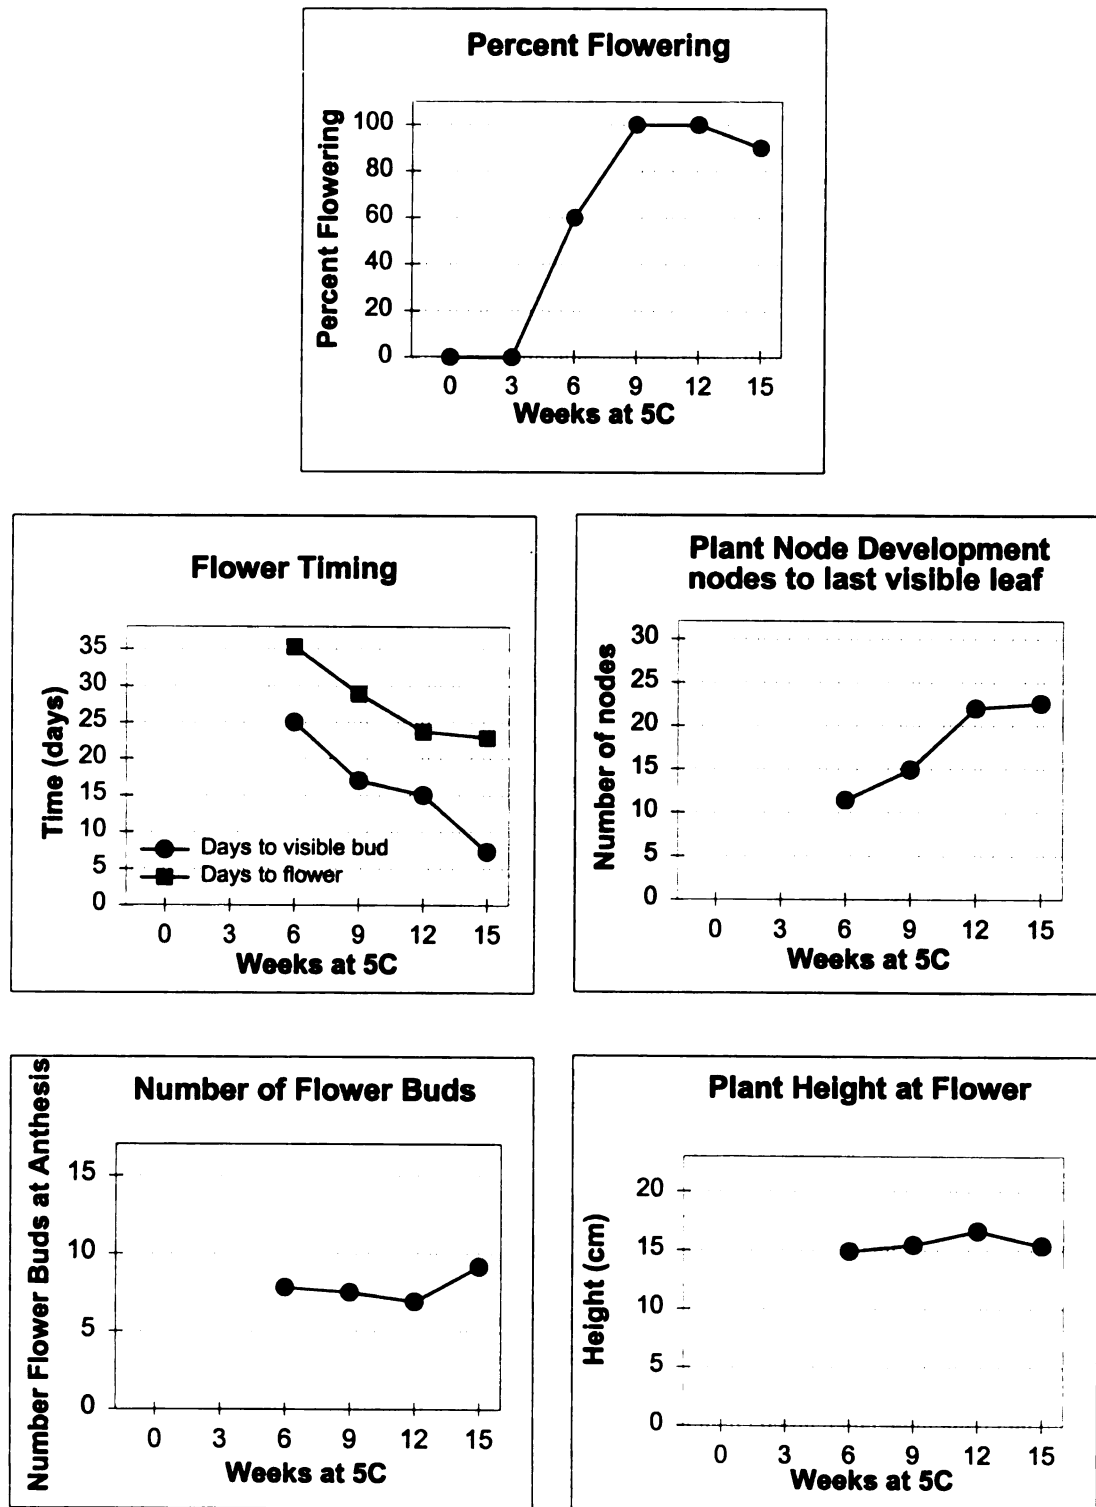 Percent Flowering
Percent Flowering
100
80
60
40
20
0
0 3 6 9 12 15
Weeks at 5C
Flower Timing
Time (days)
35
30
25
20
15
10
5
0
Days to visible bud
Days to flower
0 3 6 9 12 15
Weeks at 5C
Plant Node Development
nodes to last visible leaf
Number of nodes
30
25
20
15
10
5
0
0 3 6 9 12 15
Weeks at 5C
Number of Flower Buds
Number Flower Buds at Anthesis
15
10
5
0
0 3 6 9 12 15
Weeks at 5C
Plant Height at Flower
Height (cm)
20
15
10
5
0
0 3 6 9 12 15
Weeks at 5C